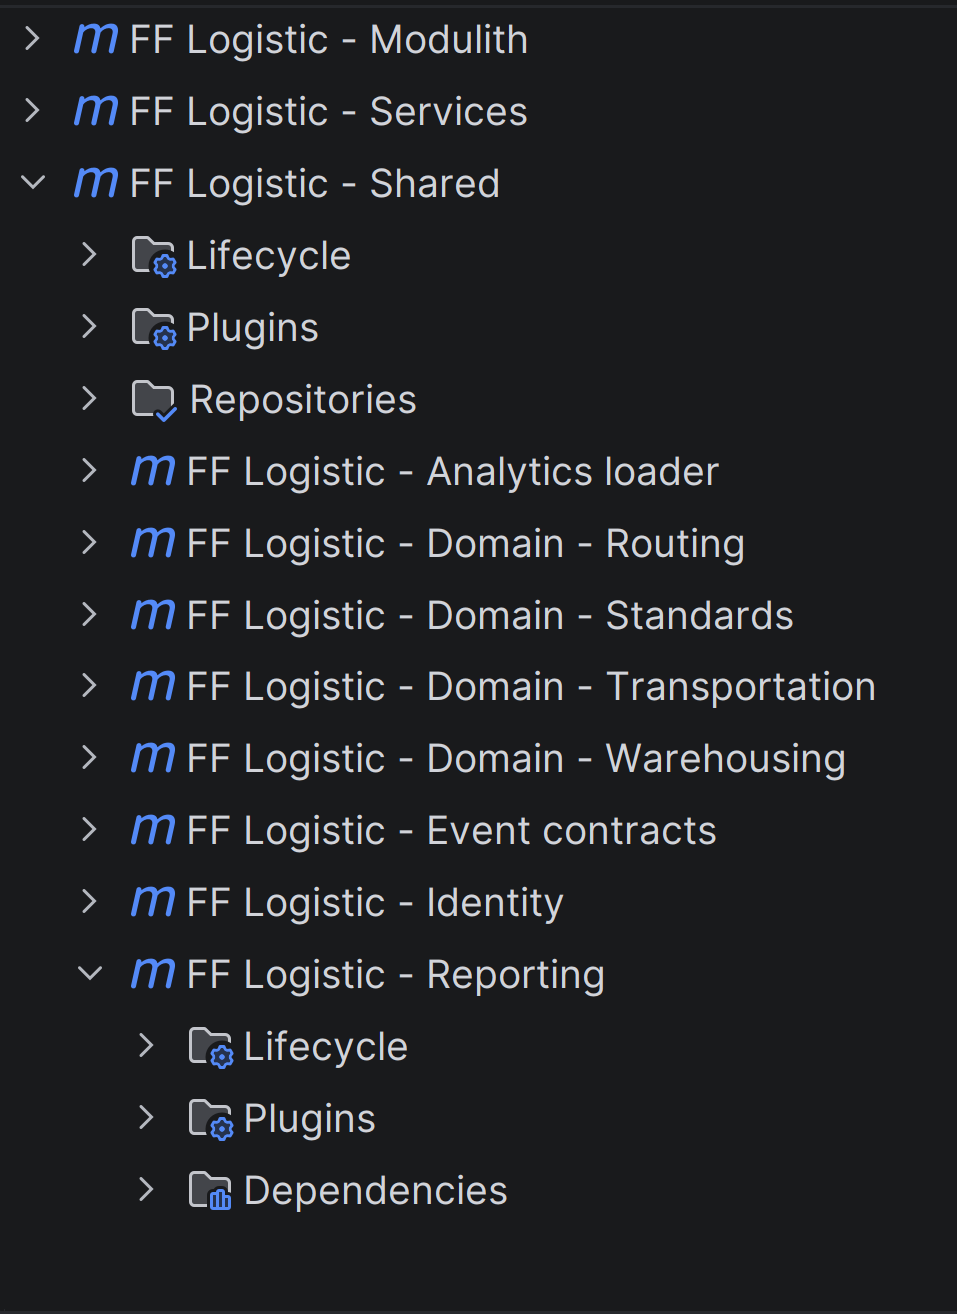 FF Logistic - Modulith
FF Logistic - Services
FF Logistic - Shared
Lifecycle
Plugins
Repositories
FF Logistic - Analytics loader
FF Logistic - Domain - Routing
FF Logistic - Domain - Standards
FF Logistic - Domain - Transportation
FF Logistic - Domain - Warehousing
FF Logistic - Event contracts
FF Logistic - Identity
FF Logistic - Reporting
Lifecycle
Plugins
Dependencies